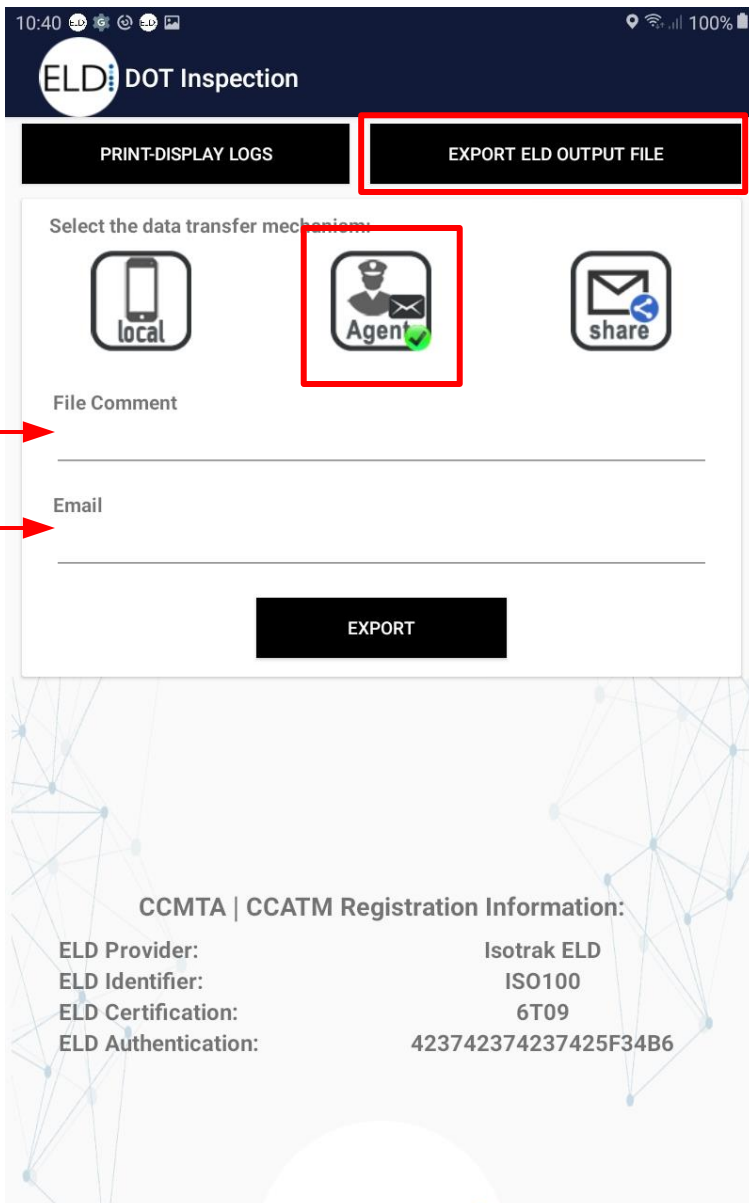 10:40 ELD ELD 100%
ELD DOT Inspection
PRINT-DISPLAY LOGS EXPORT ELD OUTPUT FILE
Select the data transfer mechanism:
local Agent share
File Comment
Email
EXPORT
CCMTA | CCATM Registration Information:
ELD Provider: Isotrak ELD
ELD Identifier: ISO100
ELD Certification: 6T09
ELD Authentication: 423742374237425F34B6